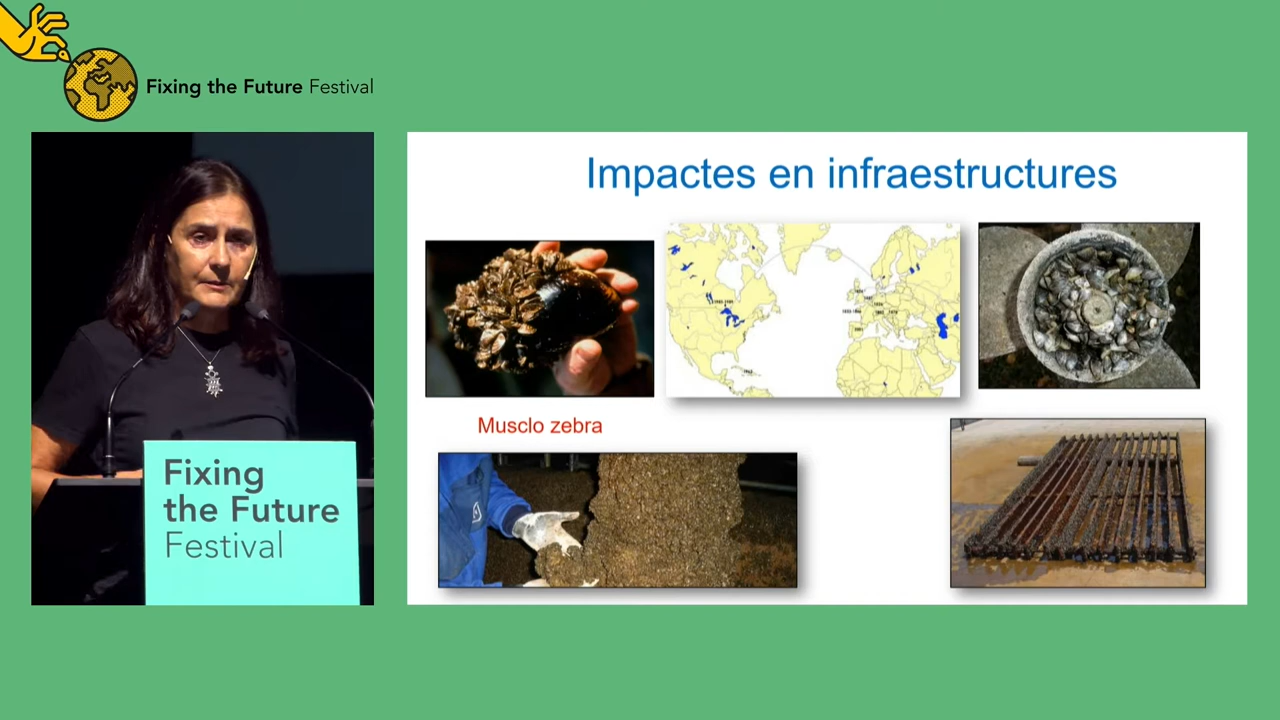 Fixing the Future Festival
Impactes en infraestructures
Musclo zebra
Fixing
the Future
Festival